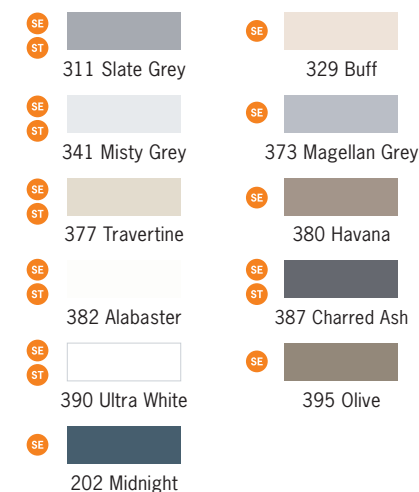 SE
ST
311 Slate Grey
SE
329 Buff
SE
ST
341 Misty Grey
SE
373 Magellan Grey
SE
ST
377 Travertine
SE
380 Havana
SE
ST
382 Alabaster
SE
ST
387 Charred Ash
SE
ST
390 Ultra White
SE
395 Olive
SE
202 Midnight